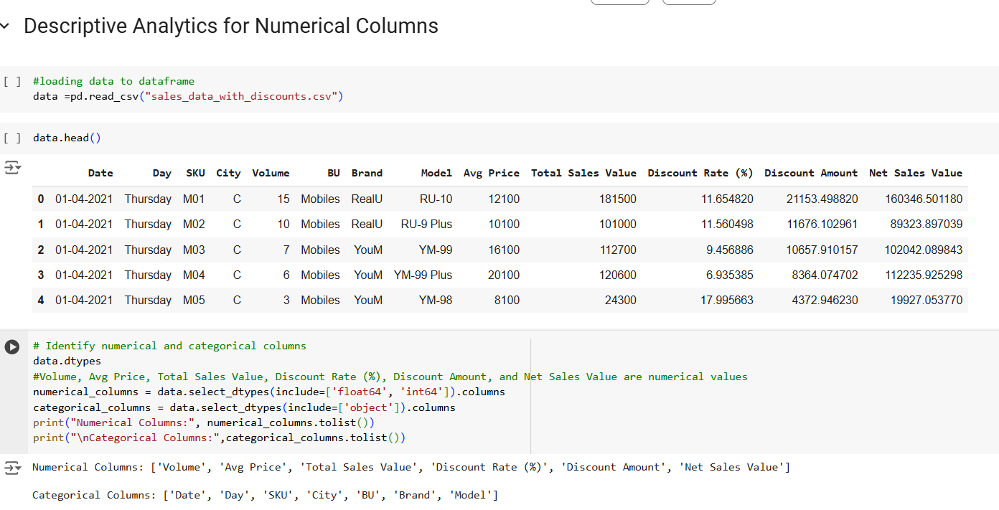 Descriptive Analytics for Numerical Columns
[ ] #loading data to dataframe
data =pd.read_csv("sales_data_with_discounts.csv")
[ ] data.head()
Date Day SKU City Volume BU Brand Model Avg Price Total Sales Value Discount Rate (%) Discount Amount Net Sales Value
0 01-04-2021 Thursday M01 C 15 Mobiles RealU RU-10 12100 181500 11.654820 21153.498820 160346.501180
1 01-04-2021 Thursday M02 C 10 Mobiles RealU RU-9 Plus 10100 101000 11.560498 11676.102961 89323.897039
2 01-04-2021 Thursday M03 C 7 Mobiles YouM YM-99 16100 112700 9.456886 10657.910157 102042.089843
3 01-04-2021 Thursday M04 C 6 Mobiles YouM YM-99 Plus 20100 120600 6.935385 8364.074702 112235.925298
4 01-04-2021 Thursday M05 C 3 Mobiles YouM YM-98 8100 24300 17.995663 4372.946230 19927.053770
# Identify numerical and categorical columns
data.dtypes
#Volume, Avg Price, Total Sales Value, Discount Rate (%), Discount Amount, and Net Sales Value are numerical values
numerical_columns = data.select_dtypes(include=['float64', 'int64']).columns
categorical_columns = data.select_dtypes(include=['object']).columns
print("Numerical Columns:", numerical_columns.tolist())
print("\nCategorical Columns:",categorical_columns.tolist())
Numerical Columns: ['Volume', 'Avg Price', 'Total Sales Value', 'Discount Rate (%)', 'Discount Amount', 'Net Sales Value']
Categorical Columns: ['Date', 'Day', 'SKU', 'City', 'BU', 'Brand', 'Model']